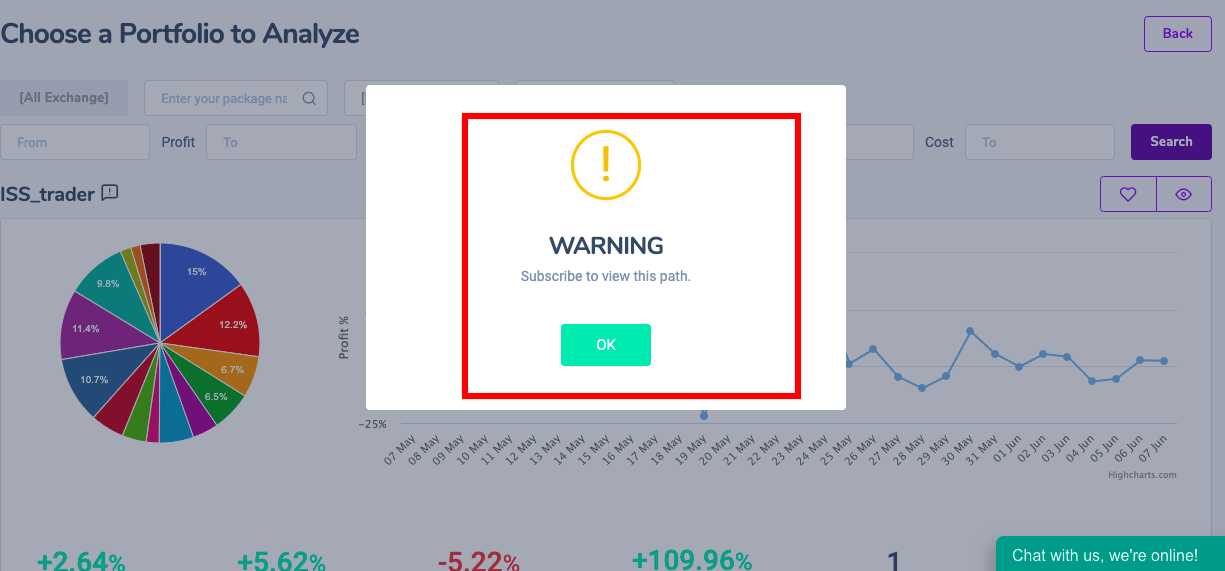 Choose a Portfolio to Analyze
Back
[All Exchange]
Enter your package na
[
From
Profit
To
Cost
To
Search
ISS_trader
!
WARNING
Subscribe to view this path.
OK
15%
12.2%
6.7%
6.5%
10.7%
11.4%
9.8%
Profit %
-25%
07 May
08 May
09 May
10 May
11 May
12 May
13 May
14 May
15 May
16 May
17 May
18 May
19 May
20 May
21 May
22 May
23 May
24 May
25 May
26 May
27 May
28 May
29 May
30 May
31 May
01 Jun
02 Jun
03 Jun
04 Jun
05 Jun
06 Jun
07 Jun
Highcharts.com
+2.64%
+5.62%
-5.22%
+109.96%
1
Chat with us, we're online!